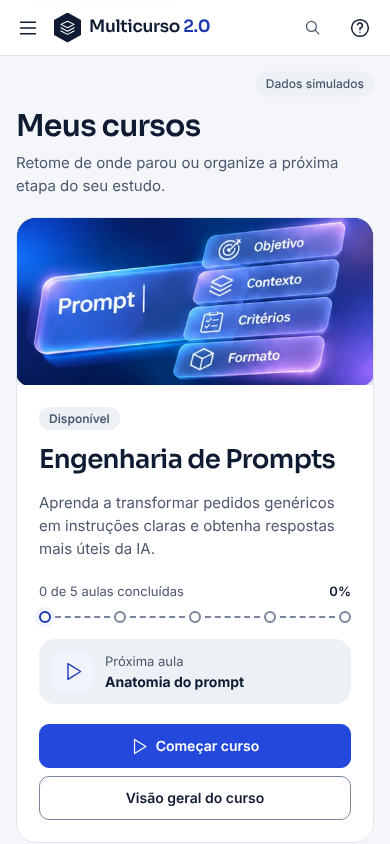 Multicurso 2.0
Dados simulados
Meus cursos
Retome de onde parou ou organize a próxima
etapa do seu estudo.
Prompt
Objetivo
Contexto
Critérios
Formato
Disponível
Engenharia de Prompts
Aprenda a transformar pedidos genéricos
em instruções claras e obtenha respostas
mais úteis da IA.
0 de 5 aulas concluídas 0%
Próxima aula
Anatomia do prompt
Começar curso
Visão geral do curso